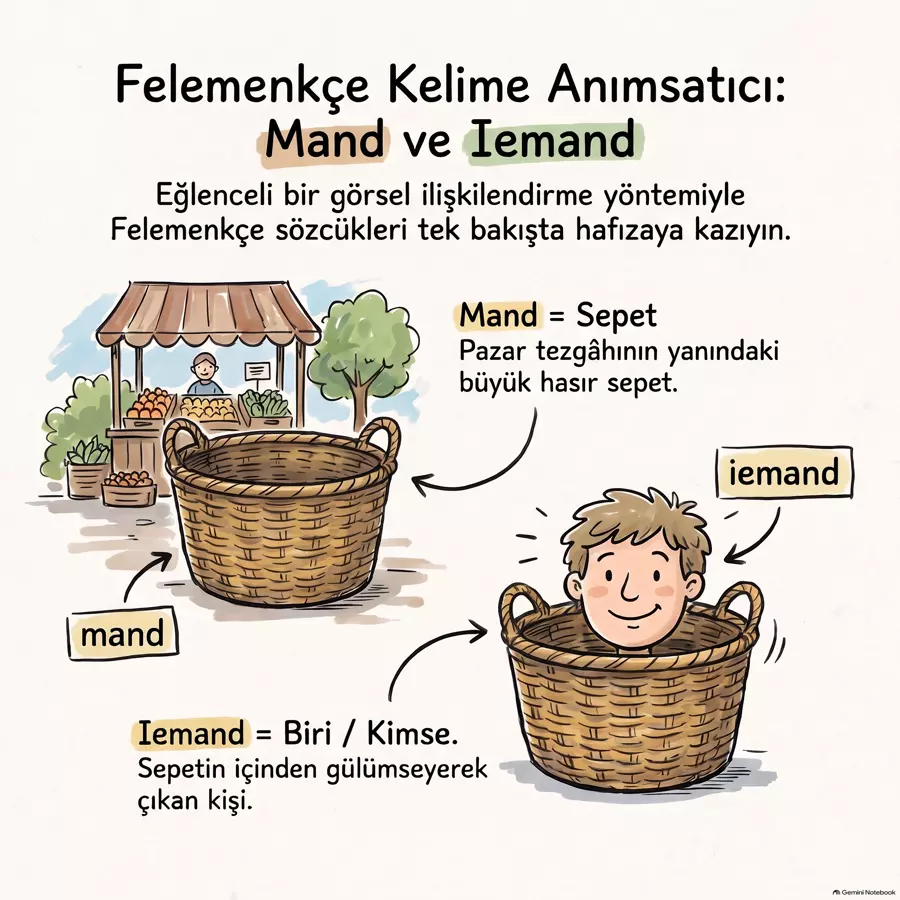 Felemenkçe Kelime Anımsatıcı:
Mand ve Iemand
Eğlenceli bir görsel ilişkilendirme yöntemiyle
Felemenkçe sözcükleri tek bakışta hafızaya kazıyın.
Mand = Sepet
Pazar tezgâhının yanındaki
büyük hasır sepet.
iemand
mand
Iemand = Biri / Kimse.
Sepetin içinden gülümseyerek
çıkan kişi.
Gemini Notebook